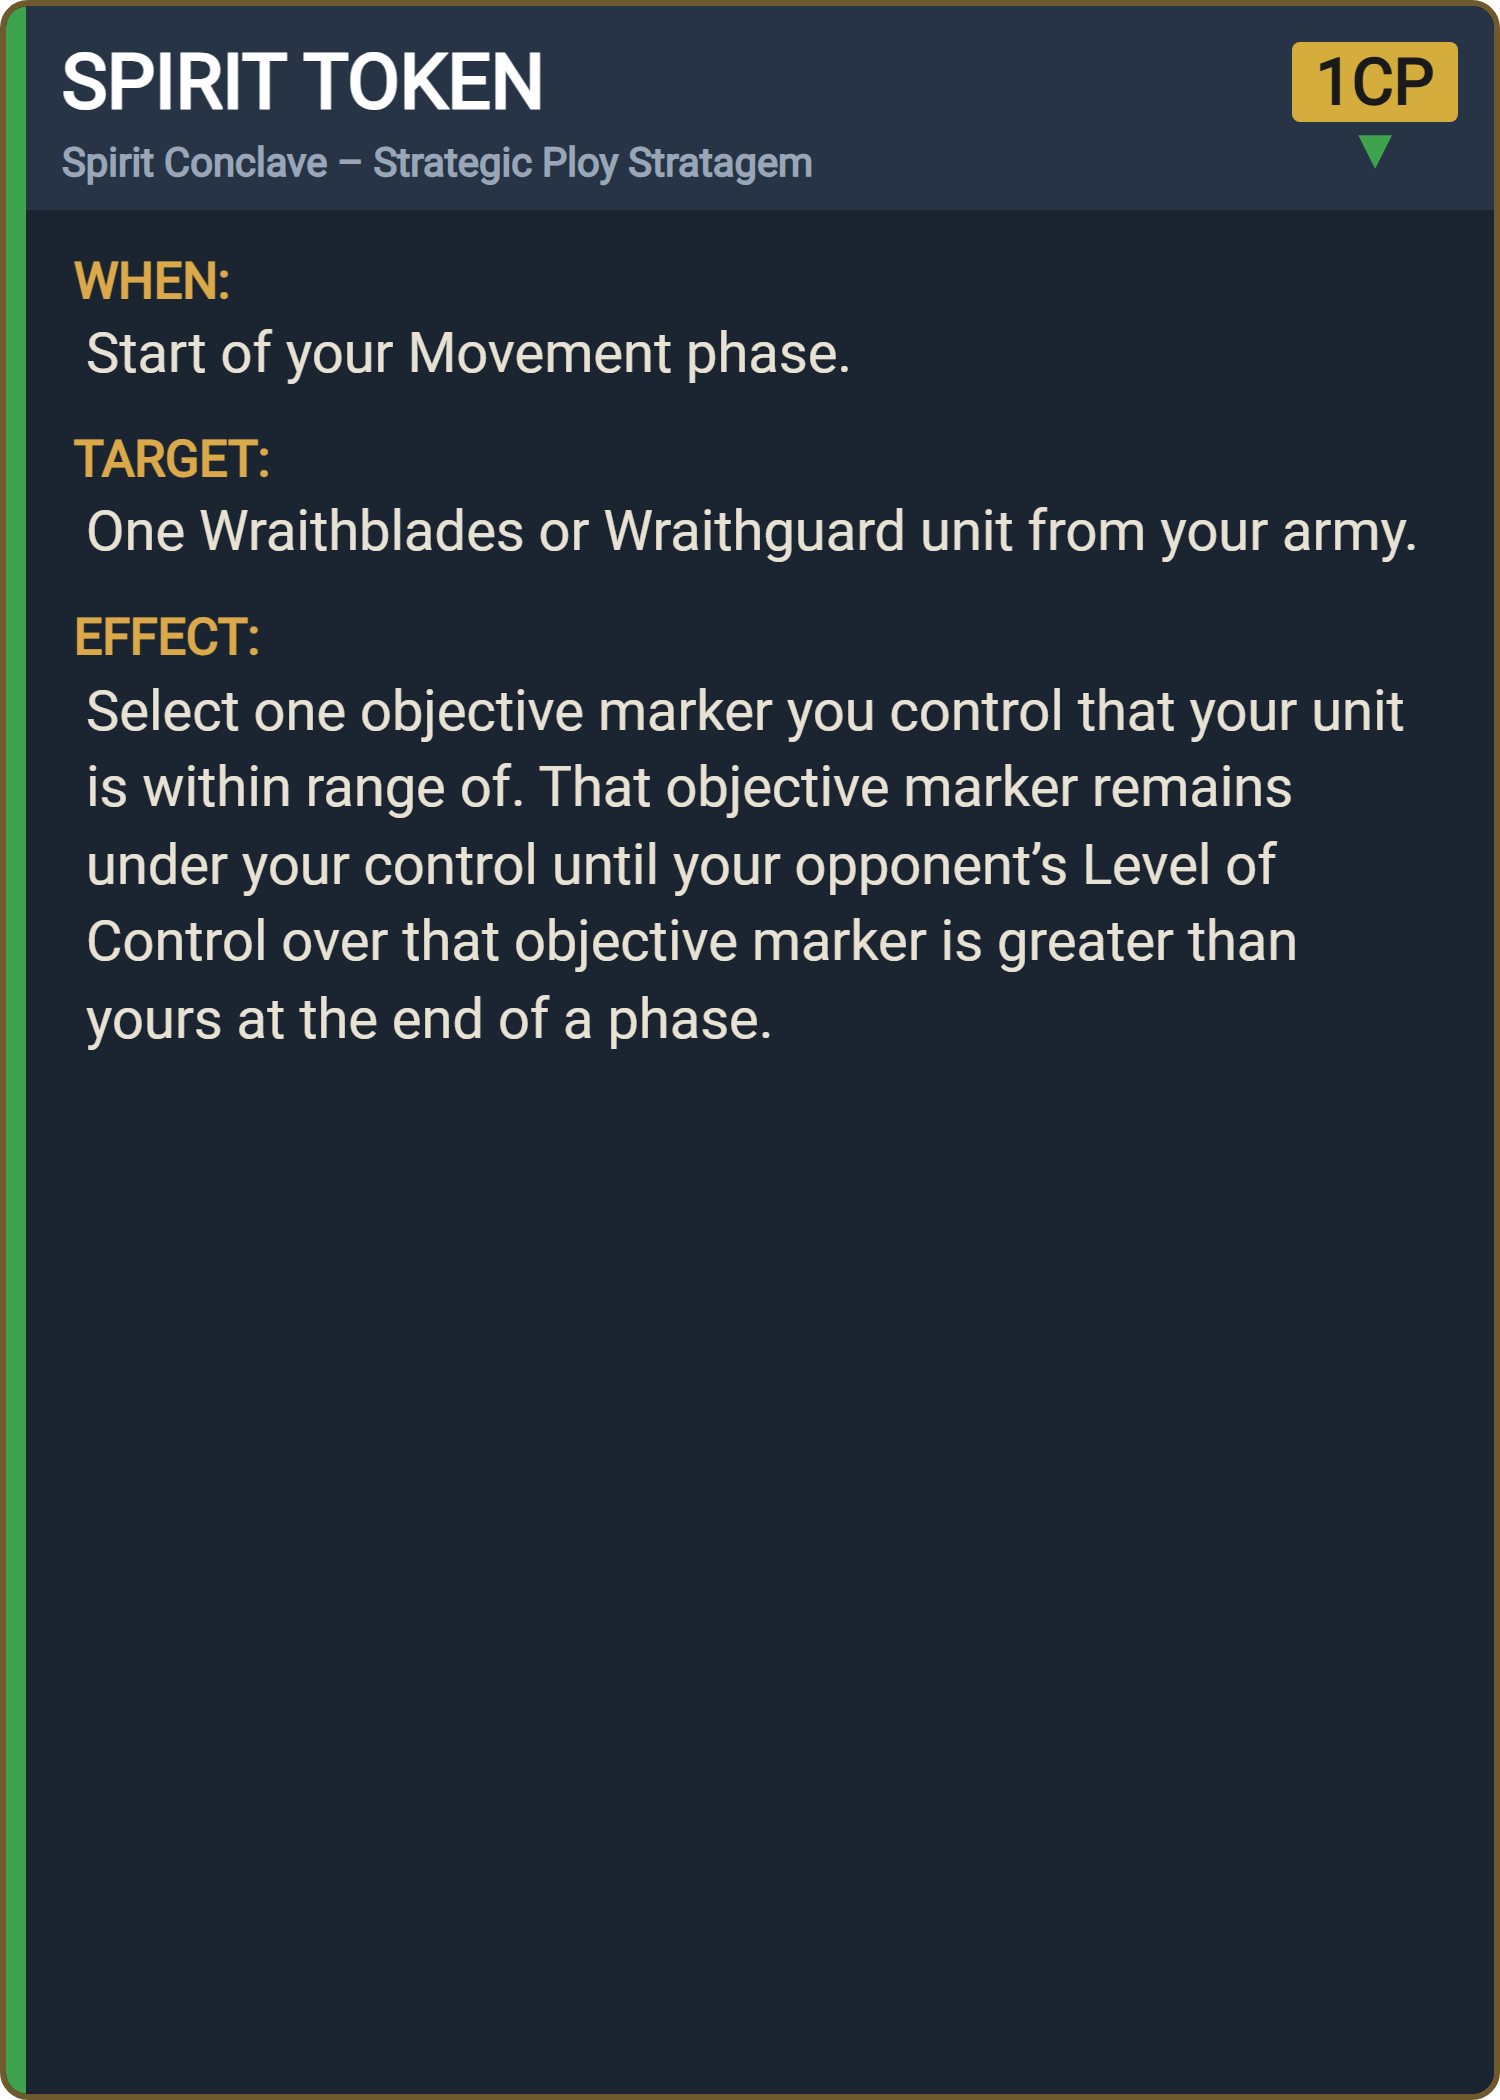 SPIRIT TOKEN
1CP
Spirit Conclave – Strategic Ploy Stratagem
WHEN:
Start of your Movement phase.
TARGET:
One Wraithblades or Wraithguard unit from your army.
EFFECT:
Select one objective marker you control that your unit
is within range of. That objective marker remains
under your control until your opponent’s Level of
Control over that objective marker is greater than
yours at the end of a phase.